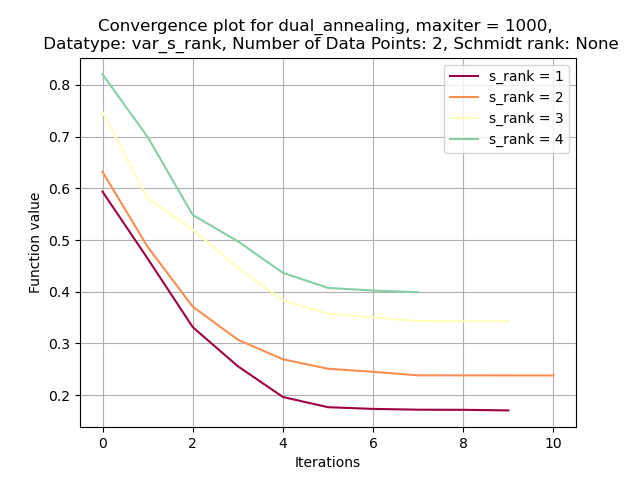 Convergence plot for dual_annealing, maxiter = 1000,
Datatype: var_s_rank, Number of Data Points: 2, Schmidt rank: None
s_rank = 1
s_rank = 2
s_rank = 3
s_rank = 4
0.8
0.7
0.6
0.5
0.4
0.3
0.2
Function value
0 2 4 6 8 10
Iterations